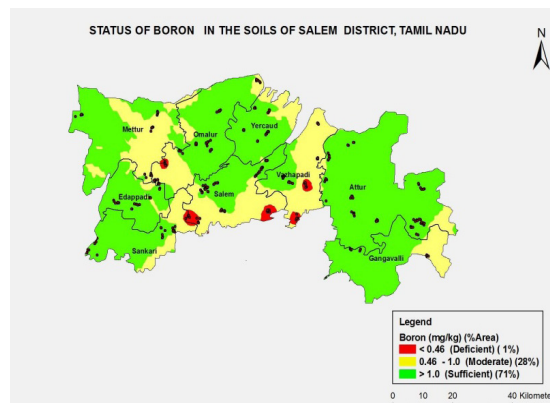 STATUS OF BORON IN THE SOILS OF SALEM DISTRICT, TAMIL NADU
N
Mettur
Omalur
Yercaud
Vazhapadi
Attur
Edappadi
Salem
Sankari
Gangavalli
Legend
Boron (mg/kg) (%Area)
< 0.46 (Deficient) ( 1%)
0.46 - 1.0 (Moderate) (28%)
> 1.0 (Sufficient) (71%)
0 10 20 40 Kilomete